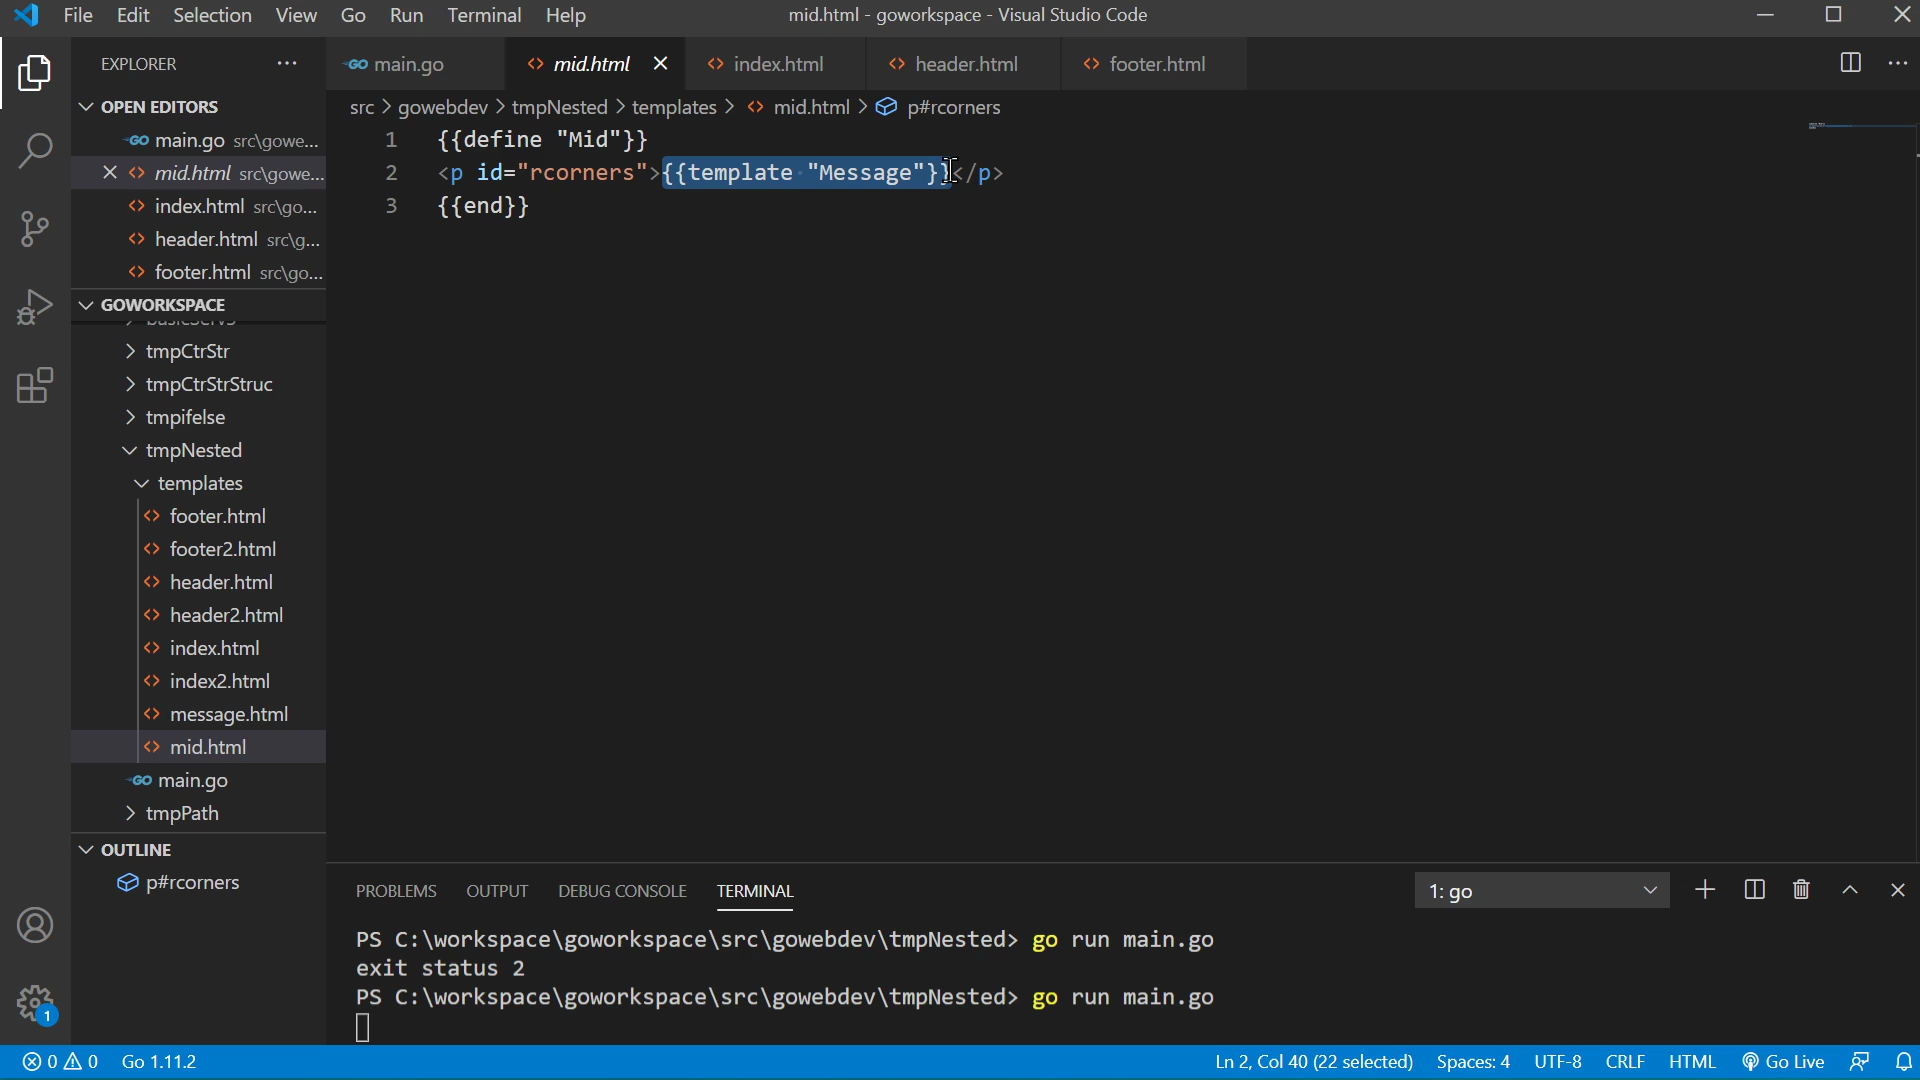 File Edit Selection View Go Run Terminal Help mid.html - goworkspace - Visual Studio Code
EXPLORER ...
main.go mid.html index.html header.html footer.html
OPEN EDITORS
main.go src\gowe...
mid.html src\gowe...
index.html src\go...
header.html src\g...
footer.html src\go...
GOWORKSPACE
tmpCtrStr
tmpCtrStrStruc
tmpifelse
tmpNested
templates
footer.html
footer2.html
header.html
header2.html
index.html
index2.html
message.html
mid.html
main.go
tmpPath
OUTLINE
p#rcorners
src > gowebdev > tmpNested > templates > mid.html > p#rcorners
1 {{define "Mid"}}
2 <p id="rcorners">{{template "Message"}}</p>
3 {{end}}
PROBLEMS OUTPUT DEBUG CONSOLE TERMINAL 1: go
PS C:\workspace\goworkspace\src\gowebdev\tmpNested> go run main.go
exit status 2
PS C:\workspace\goworkspace\src\gowebdev\tmpNested> go run main.go
1
0 0 Go 1.11.2 Ln 2, Col 40 (22 selected) Spaces: 4 UTF-8 CRLF HTML Go Live